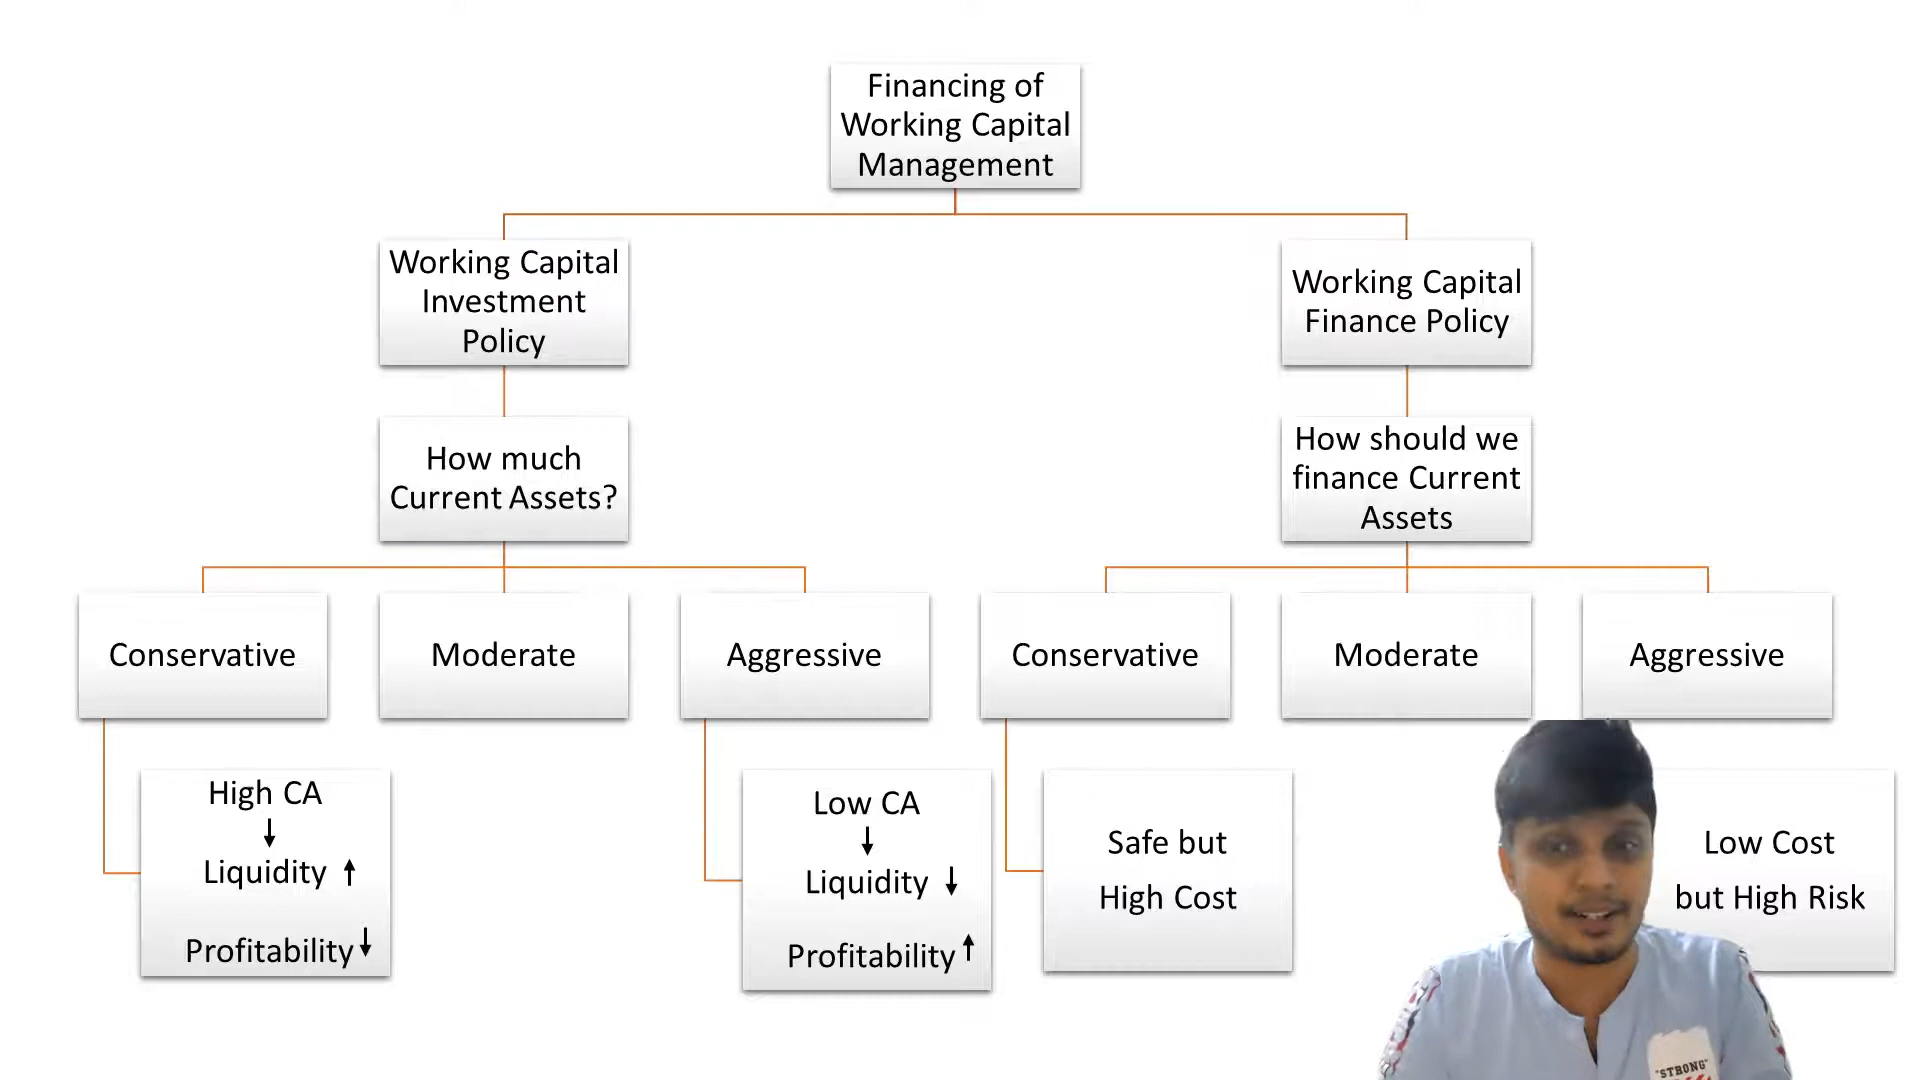 Financing of
Working Capital
Management
Working Capital
Investment
Policy
Working Capital
Finance Policy
How much
Current Assets?
How should we
finance Current
Assets
Conservative
Moderate
Aggressive
Conservative
Moderate
Aggressive
High CA
↓
Liquidity ↑
Profitability ↓
Low CA
↓
Liquidity ↓
Profitability ↑
Safe but
High Cost
Low Cost
but High Risk
"STRONG"